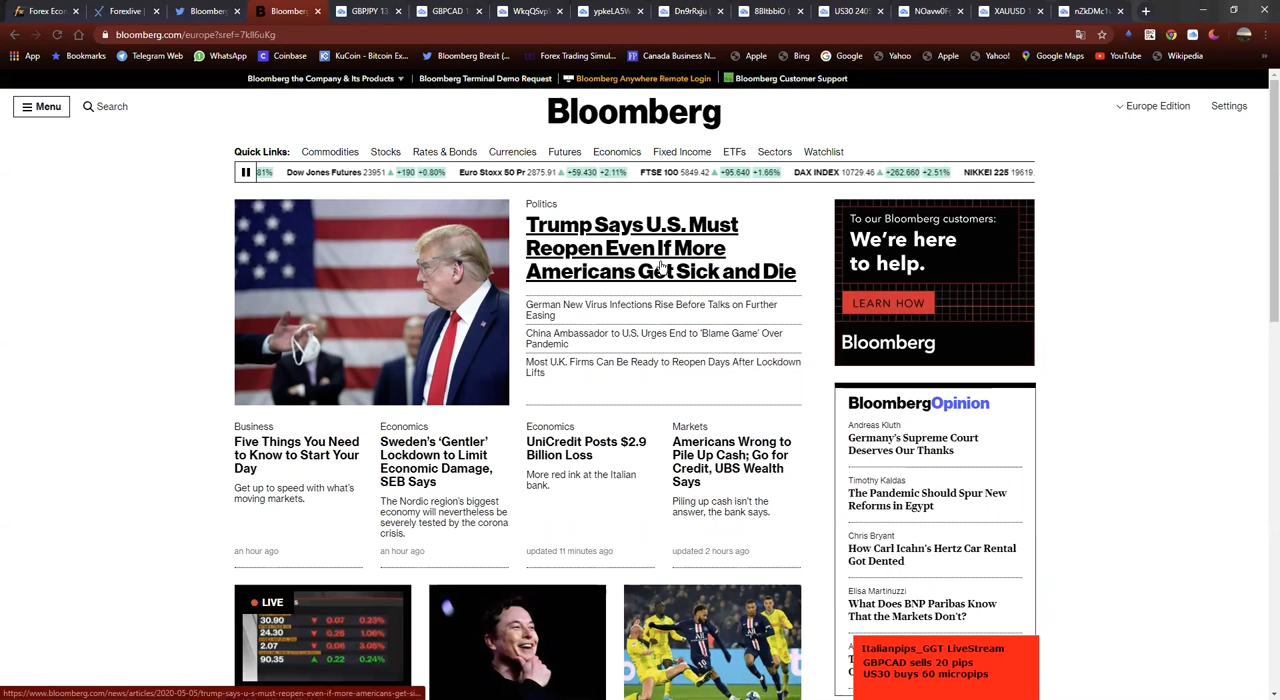 Forex Eco
Forexlive
Bloomberg
Bloomberg
GBPJPY 13
GBPCAD 1
WkqQSvp
ypkeLA5W
Dn9rRxju (
8BltbbiO (
US30 2405
NOavw0F
XAUUSD 1
nZkDMc1v
bloomberg.com/europe?sref=7kII6uKg
App
Bookmarks
Telegram Web
WhatsApp
Coinbase
KuCoin - Bitcoin Ex...
Bloomberg Brexit (...
Forex Trading Simul...
Canada Business N...
Apple
Bing
Google
Yahoo
Apple
Yahoo!
Google Maps
YouTube
Wikipedia
Bloomberg the Company & Its Products
Bloomberg Terminal Demo Request
Bloomberg Anywhere Remote Login
Bloomberg Customer Support
Menu
Search
Bloomberg
Europe Edition
Settings
Quick Links: Commodities Stocks Rates & Bonds Currencies Futures Economics Fixed Income ETFs Sectors Watchlist
81% Dow Jones Futures 23951 +190 +0.80% Euro Stoxx 50 Pr 2875.91 +59.430 +2.11% FTSE 100 5849.42 +95.640 +1.66% DAX INDEX 10729.46 +262.660 +2.51% NIKKEI 225 19619.
Politics
Trump Says U.S. Must
Reopen Even If More
Americans Get Sick and Die
German New Virus Infections Rise Before Talks on Further
Easing
China Ambassador to U.S. Urges End to ‘Blame Game’ Over
Pandemic
Most U.K. Firms Can Be Ready to Reopen Days After Lockdown
Lifts
To our Bloomberg customers:
We're here
to help.
LEARN HOW
Bloomberg
Business
Five Things You Need
to Know to Start Your
Day
Get up to speed with what's
moving markets.
an hour ago
Economics
Sweden's ‘Gentler’
Lockdown to Limit
Economic Damage,
SEB Says
The Nordic region's biggest
economy will nevertheless be
severely tested by the corona
crisis.
an hour ago
Economics
UniCredit Posts $2.9
Billion Loss
More red ink at the Italian
bank.
updated 11 minutes ago
Markets
Americans Wrong to
Pile Up Cash; Go for
Credit, UBS Wealth
Says
Piling up cash isn't the
answer, the bank says.
updated 2 hours ago
BloombergOpinion
Andreas Kluth
Germany's Supreme Court
Deserves Our Thanks
Timothy Kaldas
The Pandemic Should Spur New
Reforms in Egypt
Chris Bryant
How Carl Icahn's Hertz Car Rental
Got Dented
Elisa Martinuzzi
What Does BNP Paribas Know
That the Markets Don't?
LIVE
30.90 0.07 0.23%
24.30 0.26 1.06%
2.07 0.06 3.05%
90.35 0.22 0.24%
Italianpips_GGT LiveStream
GBPCAD sells 20 pips
US30 buys 60 micropips
https://www.bloomberg.com/news/articles/2020-05-05/trump-says-u-s-must-reopen-even-if-more-americans-get-si...